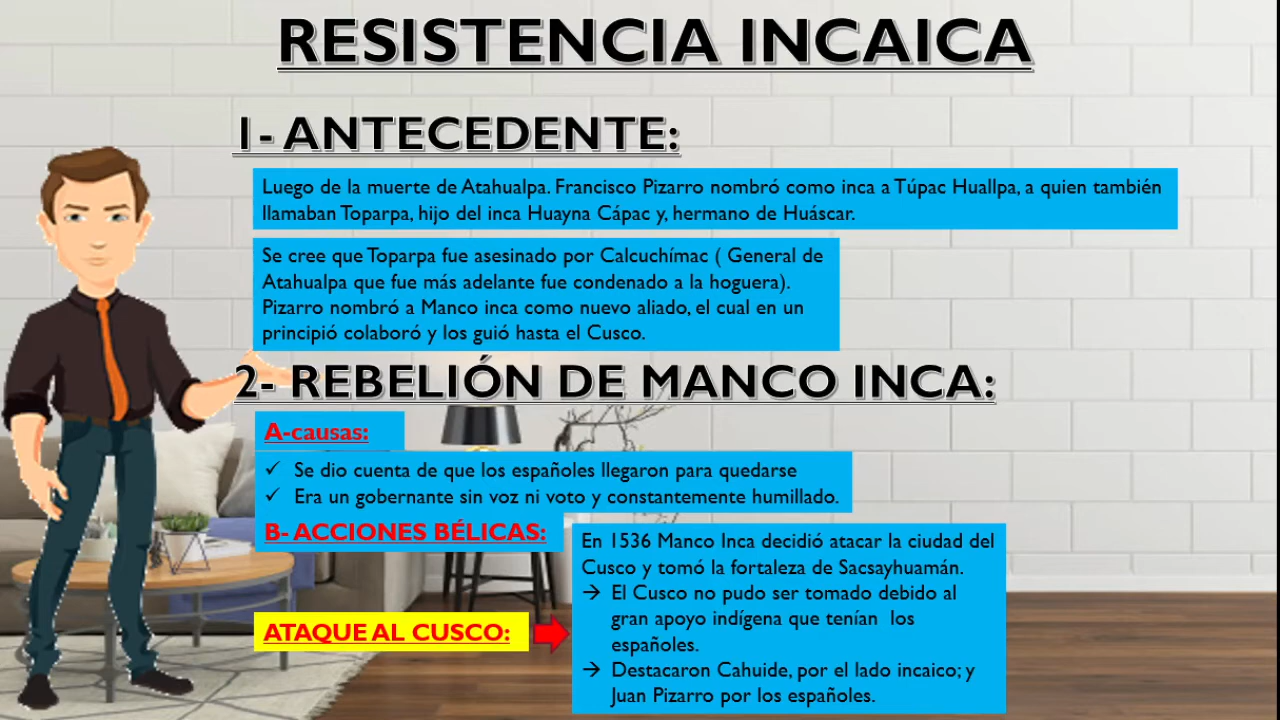 RESISTENCIA INCAICA
1- ANTECEDENTE:
Luego de la muerte de Atahualpa. Francisco Pizarro nombró como inca a Túpac Huallpa, a quien también
llamaban Toparpa, hijo del inca Huayna Cápac y, hermano de Huáscar.
Se cree que Toparpa fue asesinado por Calcuchímac ( General de
Atahualpa que fue más adelante fue condenado a la hoguera).
Pizarro nombró a Manco inca como nuevo aliado, el cual en un
principió colaboró y los guió hasta el Cusco.
2- REBELIÓN DE MANCO INCA:
A-causas:
✓ Se dio cuenta de que los españoles llegaron para quedarse
✓ Era un gobernante sin voz ni voto y constantemente humillado.
B- ACCIONES BÉLICAS:
ATAQUE AL CUSCO:
En 1536 Manco Inca decidió atacar la ciudad del
Cusco y tomó la fortaleza de Sacsayhuamán.
→ El Cusco no pudo ser tomado debido al
gran apoyo indígena que tenían los
españoles.
→ Destacaron Cahuide, por el lado incaico; y
Juan Pizarro por los españoles.